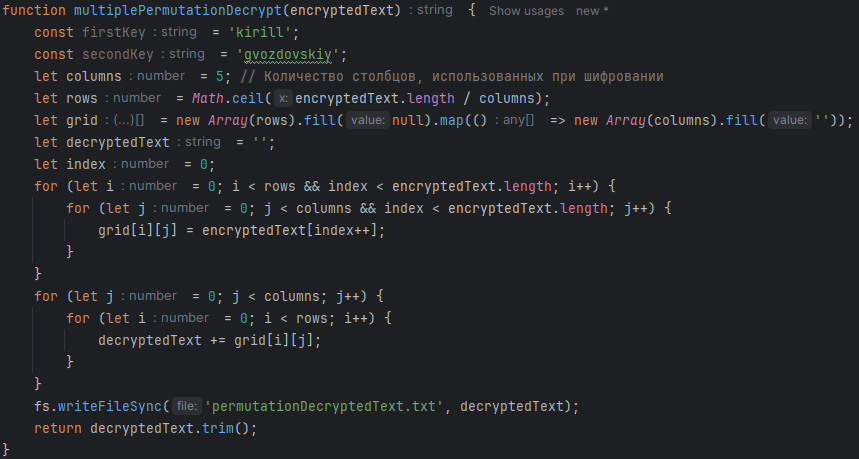 function multiplePermutationDecrypt(encryptedText) : string { Show usages new *
    const firstKey : string = 'kirill';
    const secondKey : string = 'gvozdovskiy';
    let columns : number = 5; // Количество столбцов, использованных при шифровании
    let rows : number = Math.ceil( x: encryptedText.length / columns);
    let grid : (...)[] = new Array(rows).fill( value: null).map(() : any[] => new Array(columns).fill( value: ''));
    let decryptedText : string = '';
    let index : number = 0;
    for (let i : number = 0; i < rows && index < encryptedText.length; i++) {
        for (let j : number = 0; j < columns && index < encryptedText.length; j++) {
            grid[i][j] = encryptedText[index++];
        }
    }
    for (let j : number = 0; j < columns; j++) {
        for (let i : number = 0; i < rows; i++) {
            decryptedText += grid[i][j];
        }
    }
    fs.writeFileSync( file: 'permutationDecryptedText.txt', decryptedText);
    return decryptedText.trim();
}